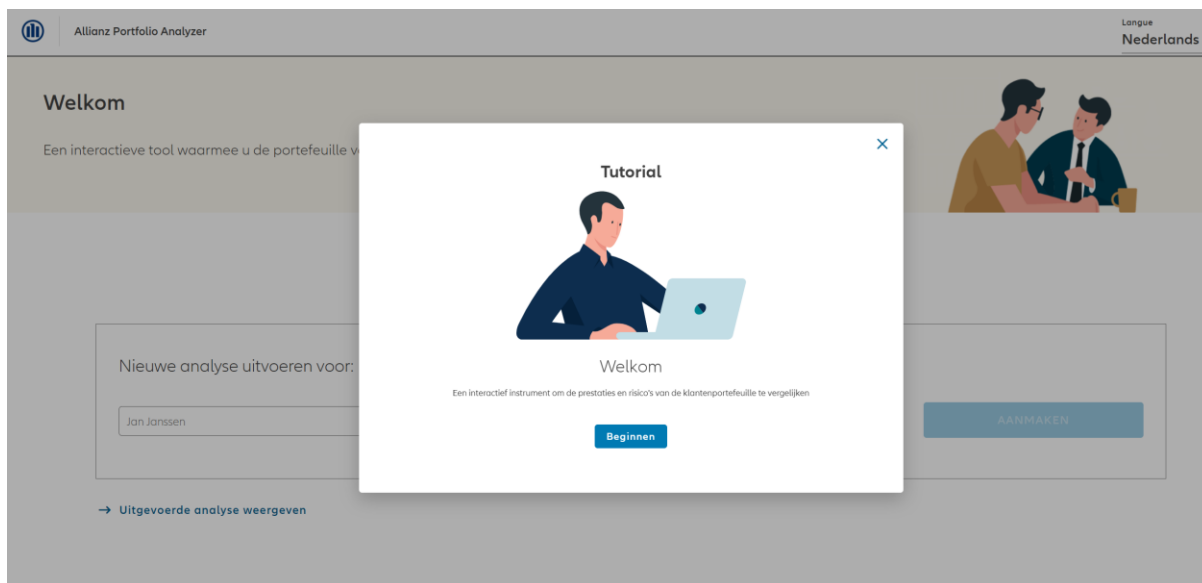 Allianz Portfolio Analyzer
Langue
Nederlands
Welkom
Een interactieve tool waarmee u de portefeuille
Tutorial
Welkom
Een interactief instrument om de prestaties en risico's van de klantenportefeuille te vergelijken
Beginnen
Nieuwe analyse uitvoeren voor:
Jan Janssen
AANMAKEN
→ Uitgevoerde analyse weergeven